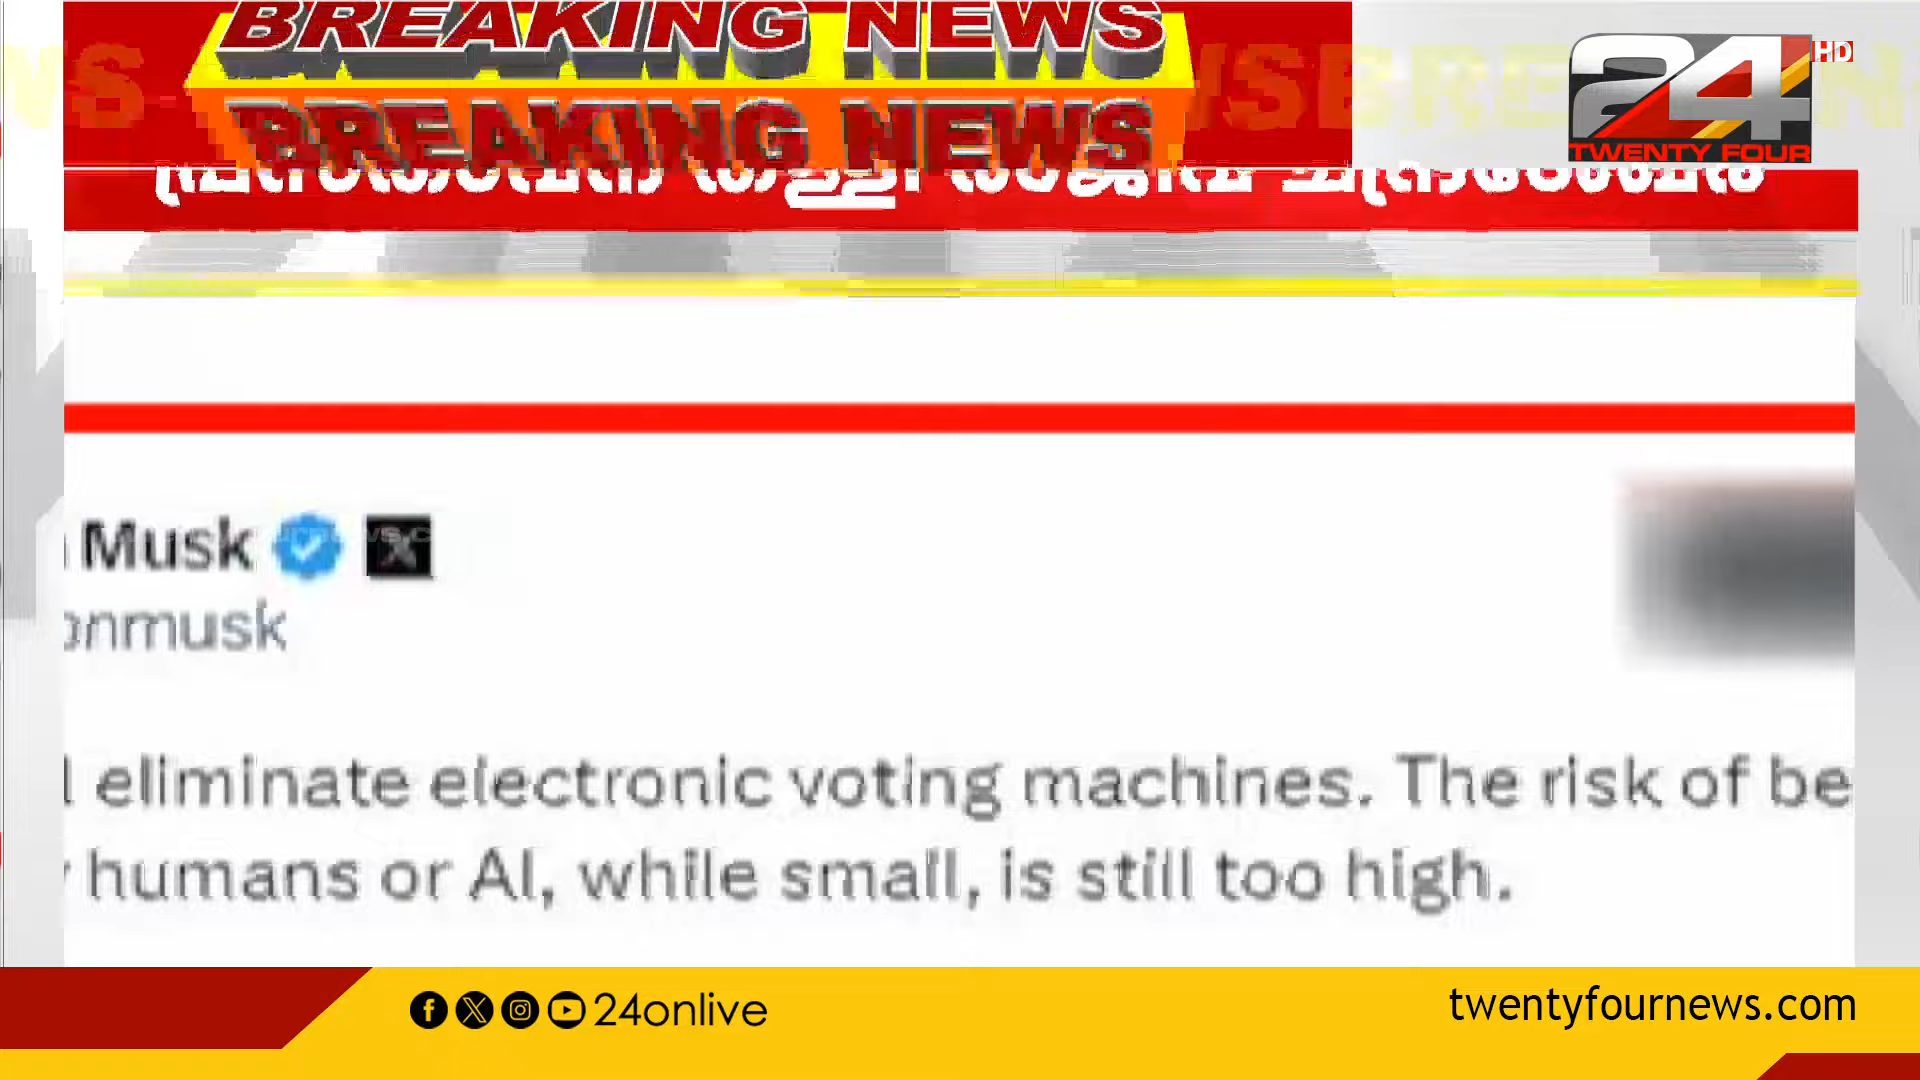 BREAKING NEWS
BREAKING NEWS
24 HD
TWENTY FOUR
Musk
onmusk
eliminate electronic voting machines. The risk of be
humans or AI, while small, is still too high.
24onlive
twentyfournews.com